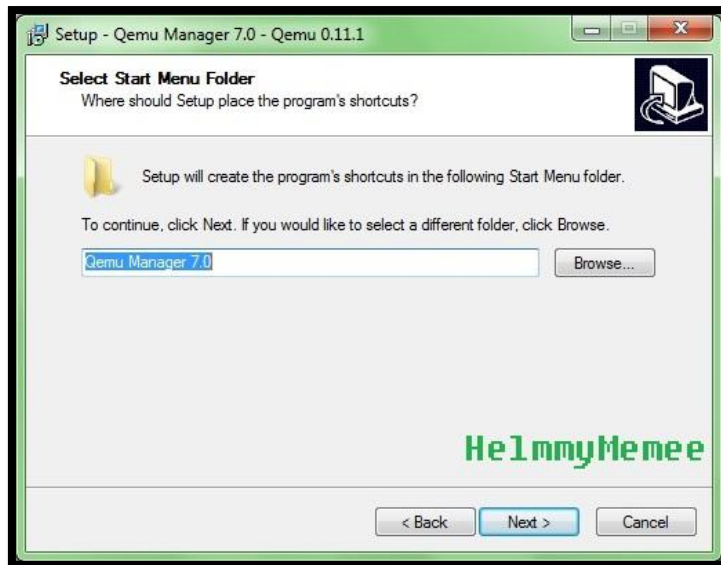 Setup - Qemu Manager 7.0 - Qemu 0.11.1
Select Start Menu Folder
Where should Setup place the program's shortcuts?
Setup will create the program's shortcuts in the following Start Menu folder.
To continue, click Next. If you would like to select a different folder, click Browse.
Qemu Manager 7.0
Browse...
HelmmyMemee
< Back
Next >
Cancel